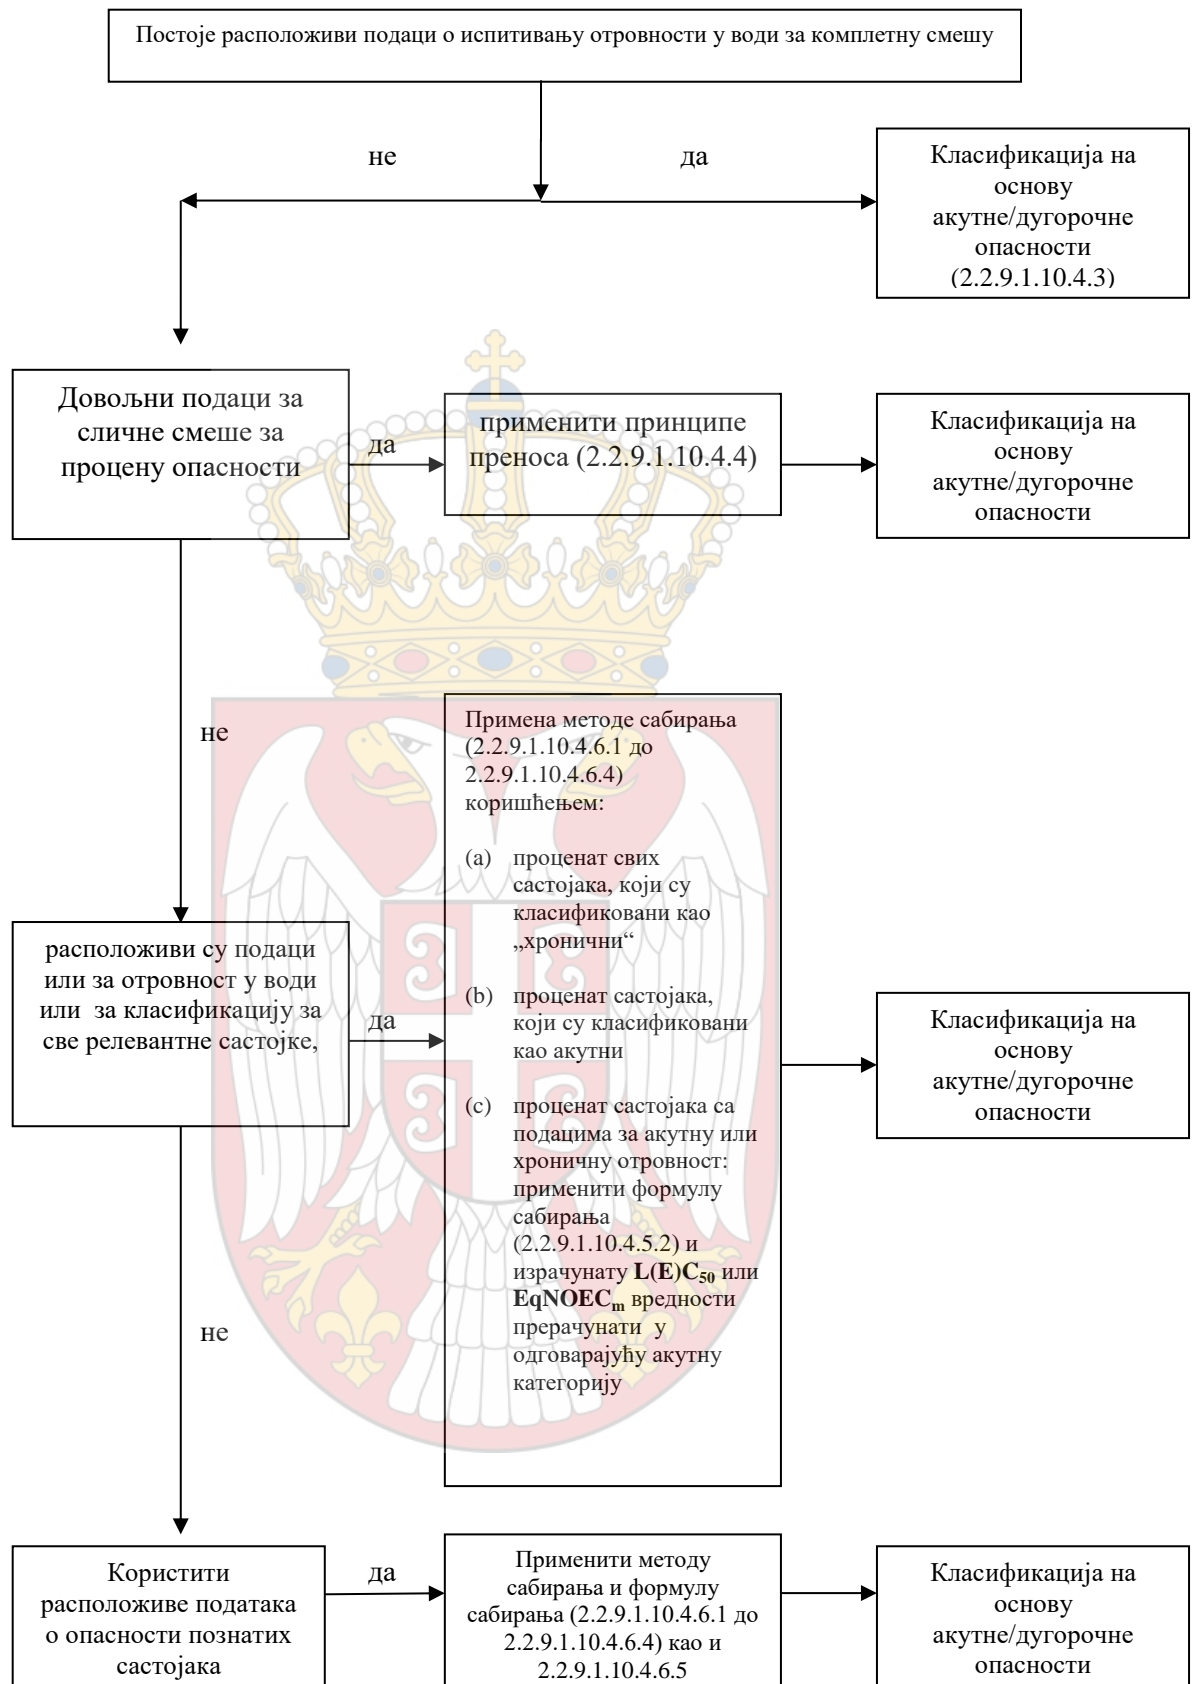 Постоје расположиви подаци о испитивању отровности у води за комплетну смешу
не
да
Класификација на
основу
акутне/дугорочне
опасности
(2.2.9.1.10.4.3)
Довољни подаци за
сличне смеше за
процену опасности
да
применити принципе
преноса (2.2.9.1.10.4.4)
Класификација на
основу
акутне/дугорочне
опасности
не
Примена методе сабирања
(2.2.9.1.10.4.6.1 до
2.2.9.1.10.4.6.4)
коришћењем:
(a) проценат свих
састојака, који су
класификовани као
„хронични“
(b) проценат састојака,
који су класификовани
као акутни
(c) проценат састојака са
подацима за акутну или
хроничну отровност:
применити формулу
сабирања
(2.2.9.1.10.4.5.2) и
израчунату L(E)C50 или
EqNOECm вредности
прерачунати у
одговарајућу акутну
категорију
расположиви су подаци
или за отровност у води
или за класификацију за
све релевантне састојке,
да
Класификација на
основу
акутне/дугорочне
опасности
не
Користити
расположиве података
о опасности познатих
састојака
да
Применити методу
сабирања и формулу
сабирања (2.2.9.1.10.4.6.1 до
2.2.9.1.10.4.6.4) као и
2.2.9.1.10.4.6.5
Класификација на
основу
акутне/дугорочне
опасности